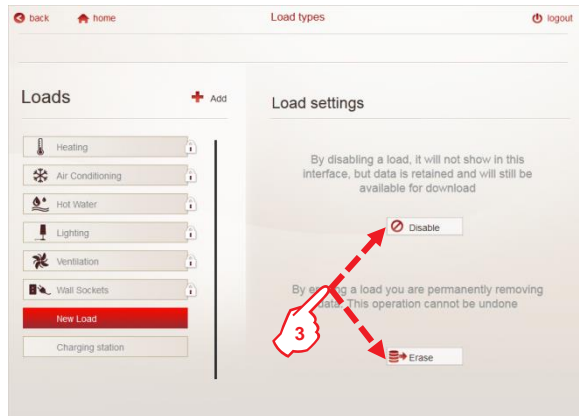 back home Load types logout
Loads Add
Load settings
Heating
Air Conditioning
Hot Water
Lighting
Ventilation
Wall Sockets
New Load
Charging station
By disabling a load, it will not show in this
interface, but data is retained and will still be
available for download
Disable
By a load you are permanently removing
data. This operation cannot be undone
3
Erase